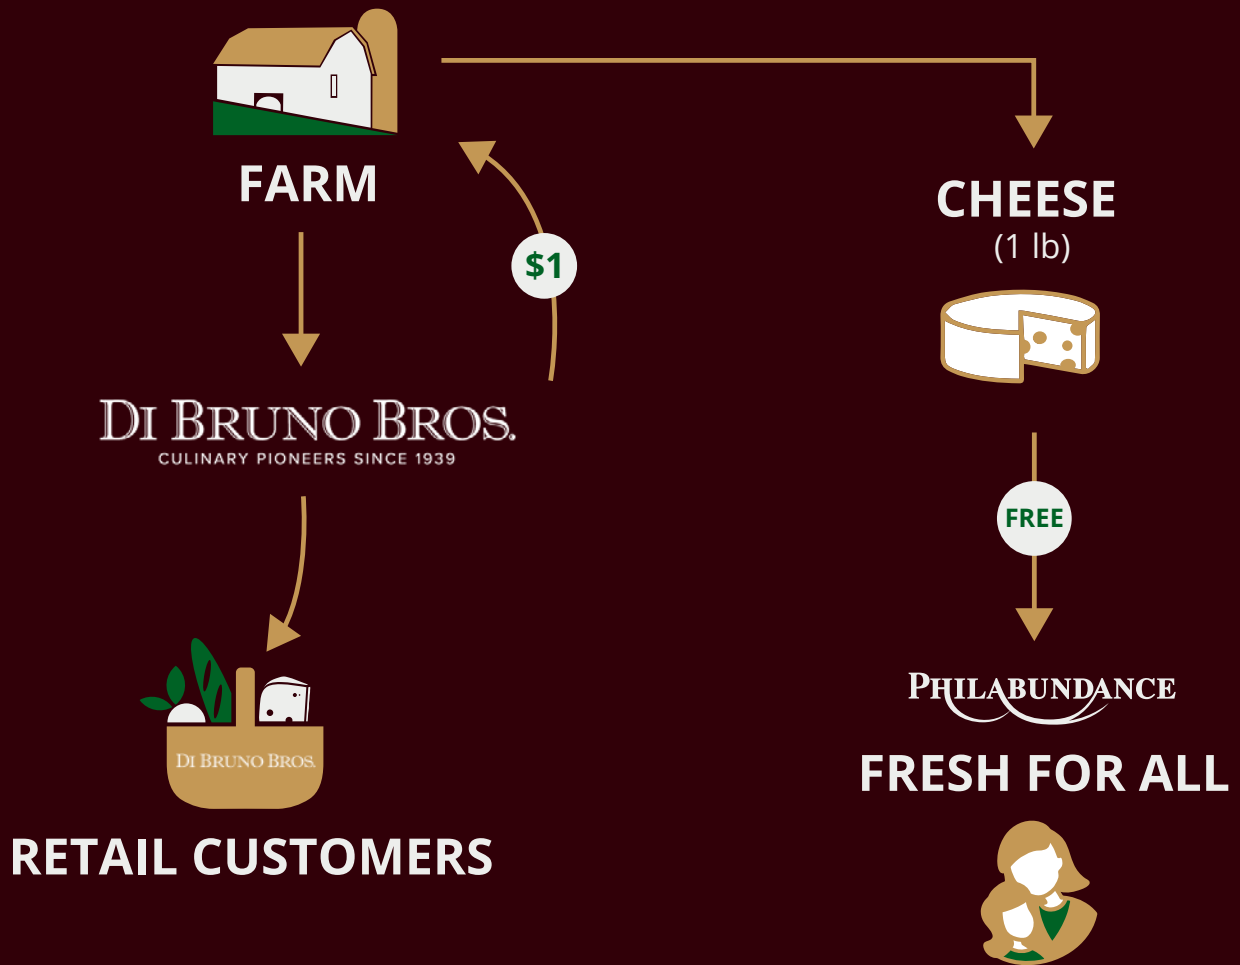 FARM
$1
CHEESE
(1 lb)
DI BRUNO BROS.
CULINARY PIONEERS SINCE 1939
FREE
PHILABUNDANCE
FRESH FOR ALL
DI BRUNO BROS.
RETAIL CUSTOMERS